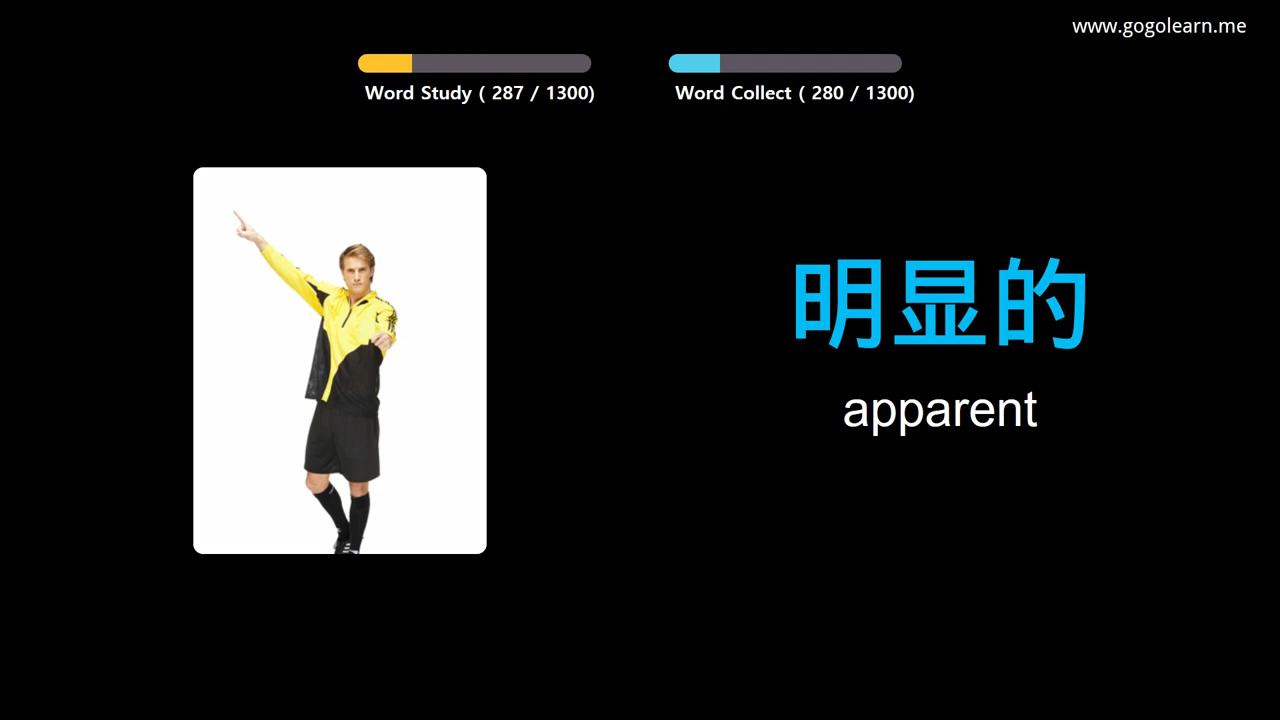 www.gogolearn.me
Word Study ( 287 / 1300)
Word Collect ( 280 / 1300)
明显的
apparent